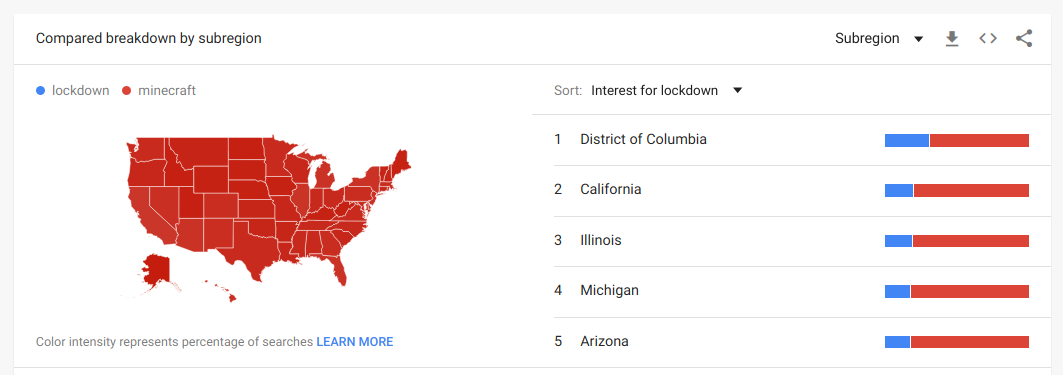 Compared breakdown by subregion
Subregion
lockdown minecraft
Sort: Interest for lockdown
1 District of Columbia
2 California
3 Illinois
4 Michigan
5 Arizona
Color intensity represents percentage of searches LEARN MORE